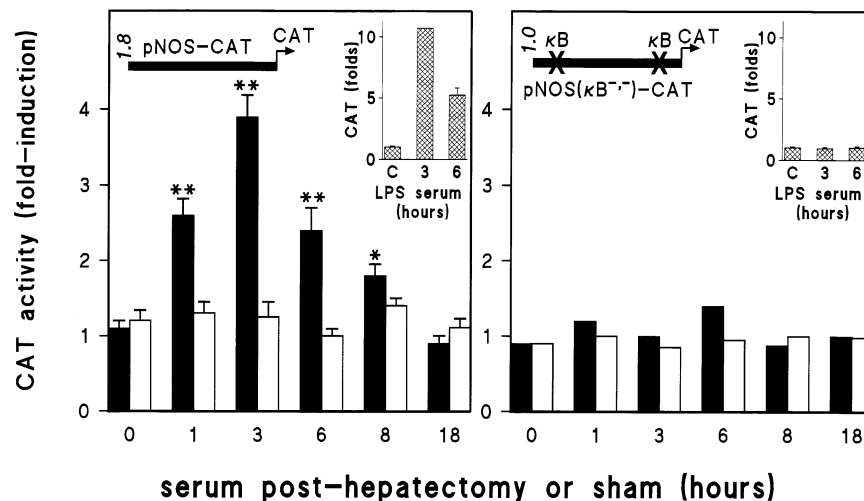 CAT activity (fold-induction)
4
3
2
1
0
1.8
pNOS-CAT
CAT
**
**
**
*
CAT (folds)
10
5
0
C 3 6
LPS serum
(hours)
0 1 3 6 8 18
1.0
κB
κB
CAT
pNOS(κB⁻,⁻)-CAT
CAT (folds)
10
5
0
C 3 6
LPS serum
(hours)
4
3
2
1
0
0 1 3 6 8 18
serum post-hepatectomy or sham (hours)